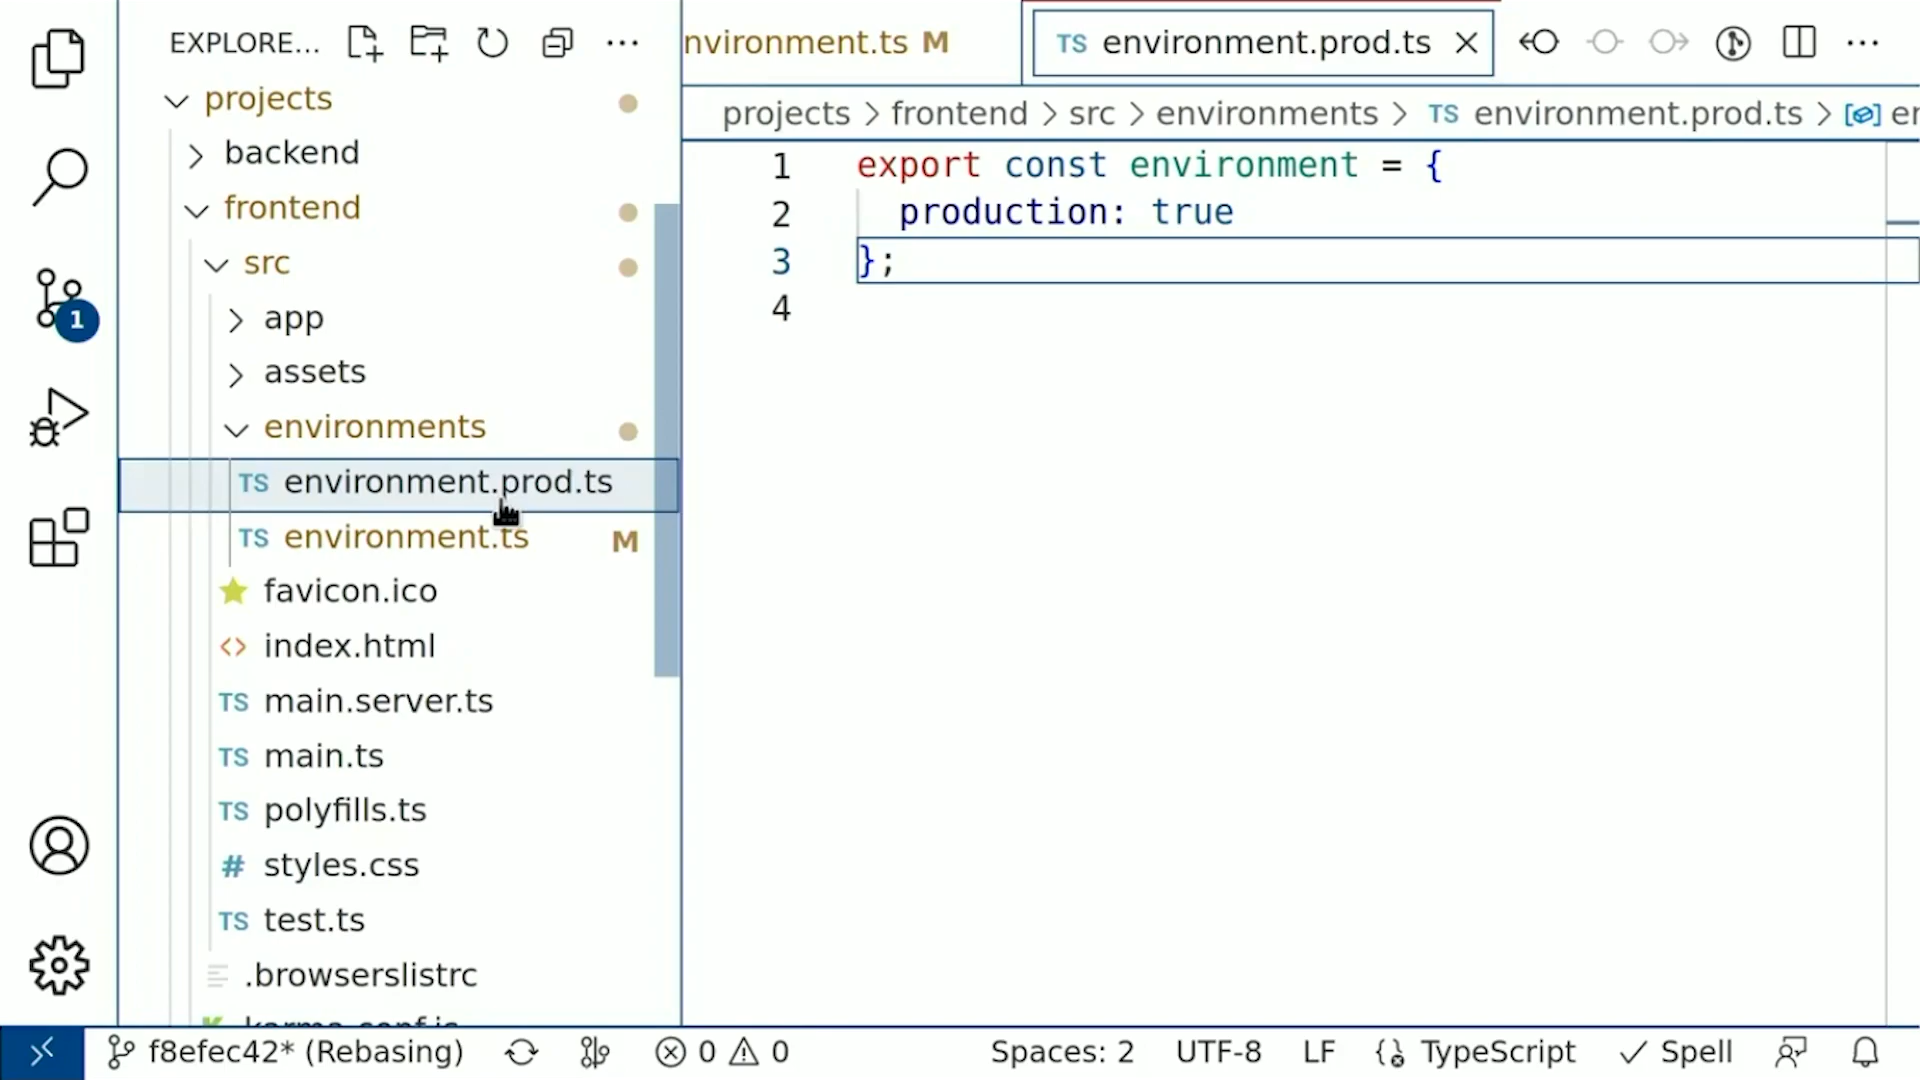 EXPLORE...
projects
backend
frontend
src
app
assets
environments
TS environment.prod.ts
TS environment.ts M
favicon.ico
<> index.html
TS main.server.ts
TS main.ts
TS polyfills.ts
# styles.css
TS test.ts
.browserslistrc
1
nvironment.ts M
TS environment.prod.ts
projects > frontend > src > environments > TS environment.prod.ts > er
1 export const environment = {
2 production: true
3 };
4
f8efec42* (Rebasing) 0 0 Spaces: 2 UTF-8 LF TypeScript Spell